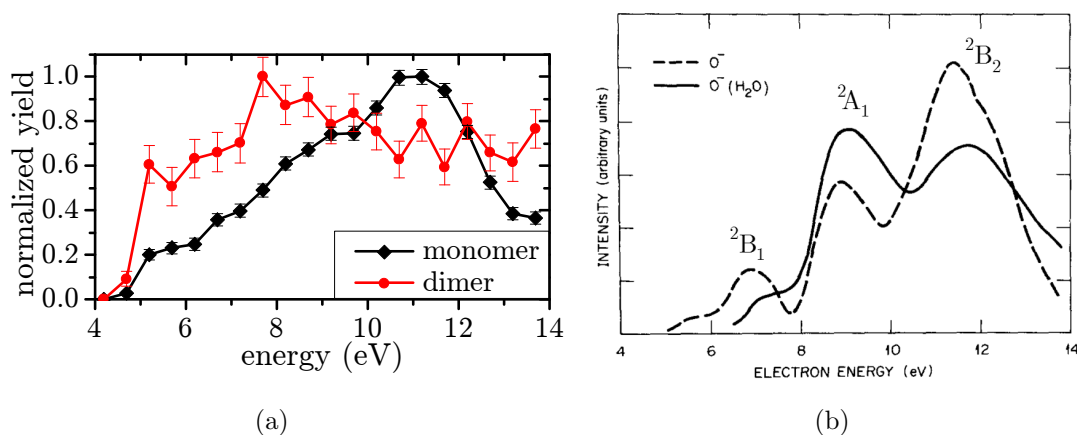 normalized yield
1.0
0.8
0.6
0.4
0.2
0.0
monomer
dimer
4 6 8 10 12 14
energy (eV)
(a)
INTENSITY (arbitrary units)
O⁻
O⁻(H₂O)
²B₁
²A₁
²B₂
4 6 8 10 12 14
ELECTRON ENERGY (eV)
(b)